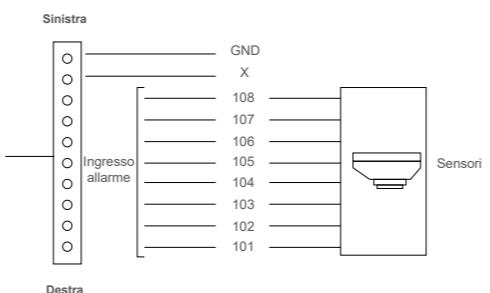 Sinistra
GND
X
108
107
106
105
104
103
102
101
Ingresso
allarme
Sensori
Destra